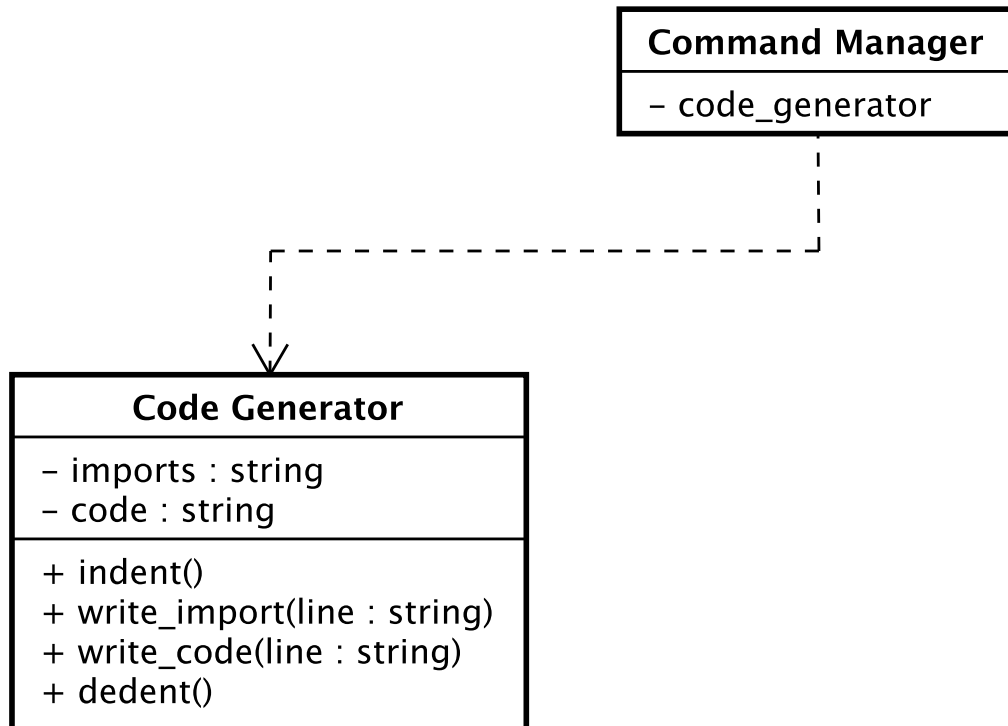 Command Manager
– code_generator
Code Generator
– imports : string
– code : string
+ indent()
+ write_import(line : string)
+ write_code(line : string)
+ dedent()